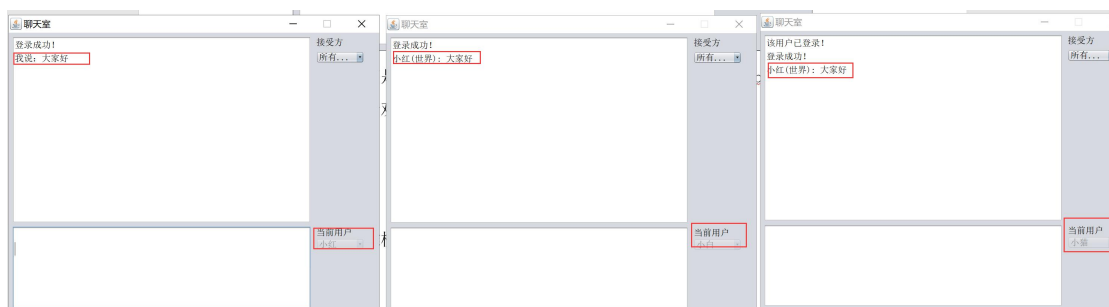 聊天室
登录成功!
我说: 大家好
接受方
所有...
当前用户
小红
聊天室
登录成功!
小红(世界): 大家好
接受方
所有...
当前用户
小白
聊天室
该用户已登录!
登录成功!
小红(世界): 大家好
接受方
所有...
当前用户
小猫